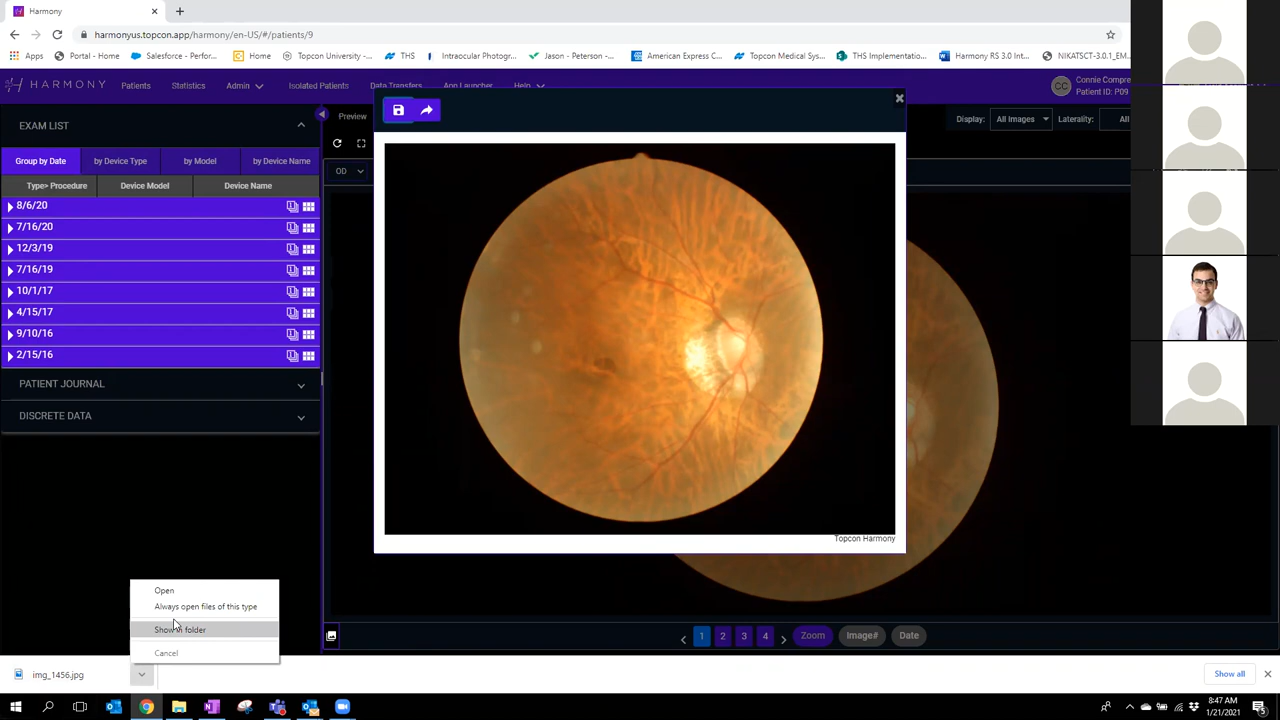 Harmony
harmonyus.topcon.app/harmony/en-US/#/patients/9
Apps
Portal - Home
Salesforce - Perfor...
Home
Topcon University -...
THS
Intraocular Photogr...
Jason - Peterson -...
American Express C...
Topcon Medical Sys...
THS Implementatio...
Harmony RS 3.0 Int...
NIKATSCT-3.0.1_EM...
HARMONY
Patients
Statistics
Admin
Isolated Patients
Data Transfers
App Launcher
Help
CC
Connie Compre
Patient ID: P09
EXAM LIST
Preview
Display:
All Images
Laterality:
All
Group by Date
by Device Type
by Model
by Device Name
OD
Type> Procedure
Device Model
Device Name
8/6/20
7/16/20
12/3/19
7/16/19
10/1/17
4/15/17
9/10/16
2/15/16
PATIENT JOURNAL
DISCRETE DATA
Topcon Harmony
Open
Always open files of this type
Show in folder
Cancel
1
2
3
4
Zoom
Image#
Date
img_1456.jpg
Show all
8:47 AM
1/21/2021
5